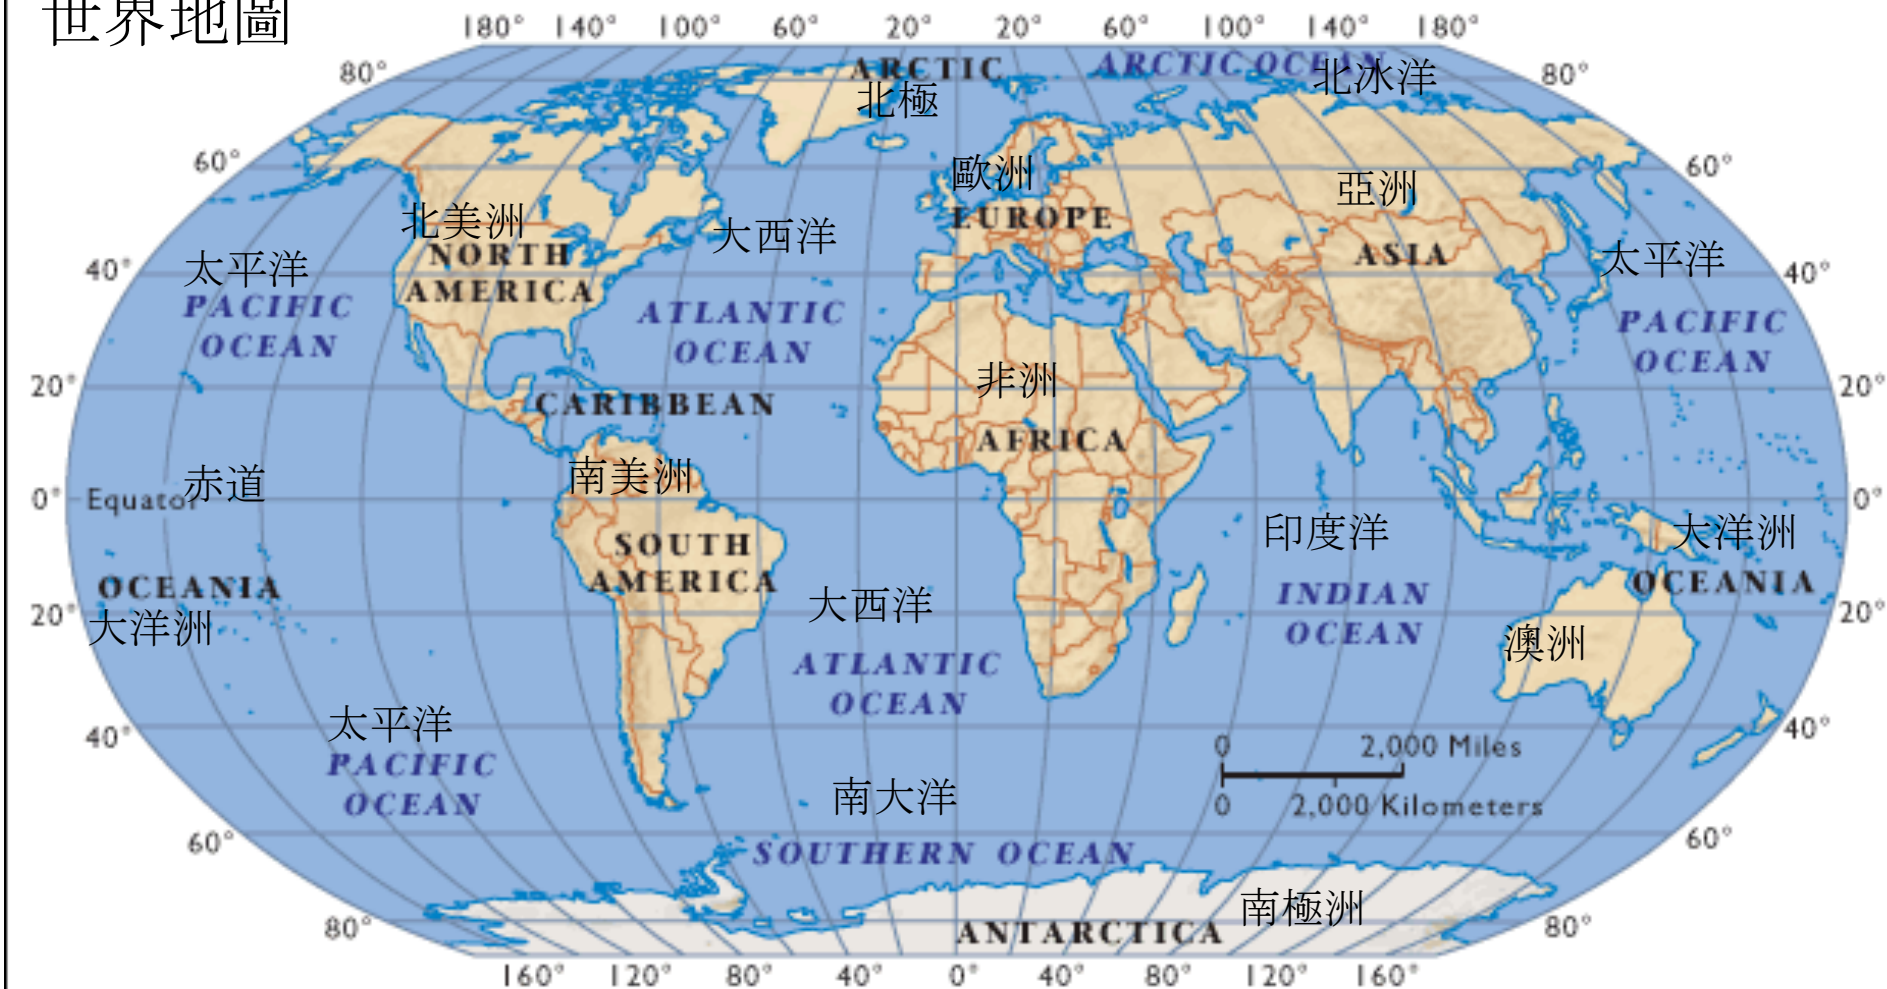 世界地圖
180° 140° 100° 60° 20° 20° 60° 100° 140° 180°
80° ARCTIC ARCTIC OCEAN 80°
北極 北冰洋
60° 歐洲 亞洲 60°
北美洲 大西洋 EUROPE
NORTH ASIA
AMERICA
40° 太平洋 太平洋 40°
PACIFIC
OCEAN
ATLANTIC
OCEAN
PACIFIC
OCEAN
20° 非洲 20°
CARIBBEAN
AFRICA
南美洲
0° Equator 赤道 0°
SOUTH
AMERICA
印度洋 大洋洲
OCEANIA OCEANIA
大洋洲
20° 大西洋 20°
INDIAN
OCEAN
澳洲
ATLANTIC
OCEAN
40° 太平洋 40°
PACIFIC
OCEAN
0 2,000 Miles
0 2,000 Kilometers
南大洋
60° SOUTHERN OCEAN 60°
南極洲
80° ANTARCTICA 80°
160° 120° 80° 40° 0° 40° 80° 120° 160°